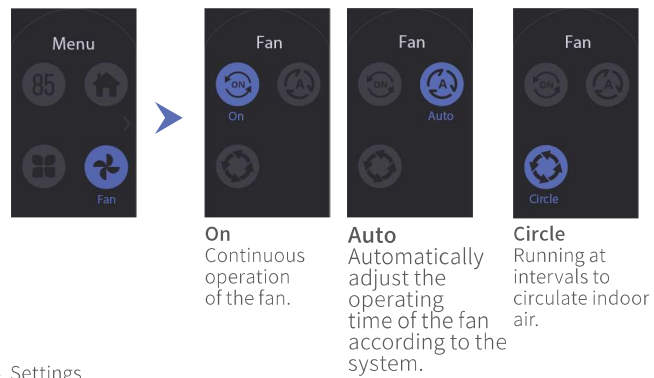 Menu
85
Fan
Fan
ON
A
On
Fan
ON
A
Auto
Fan
ON
A
Circle
On
Continuous
operation
of the fan.
Auto
Automatically
adjust the
operating
time of the fan
according to the
system.
Circle
Running at
intervals to
circulate indoor
air.
Settings